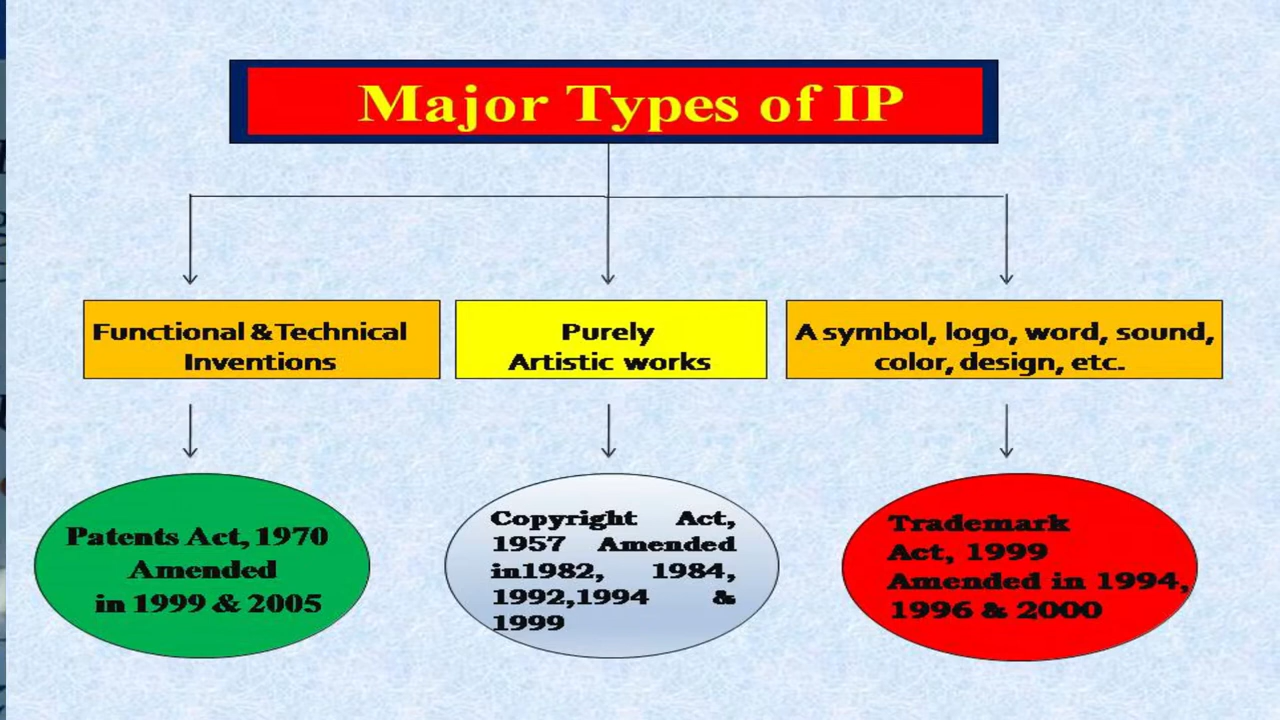 Major Types of IP
Functional & Technical
Inventions
Purely
Artistic works
A symbol, logo, word, sound,
color, design, etc.
Patents Act, 1970
Amended
in 1999 & 2005
Copyright Act,
1957 Amended
in1982, 1984,
1992,1994 &
1999
Trademark
Act, 1999
Amended in 1994,
1996 & 2000